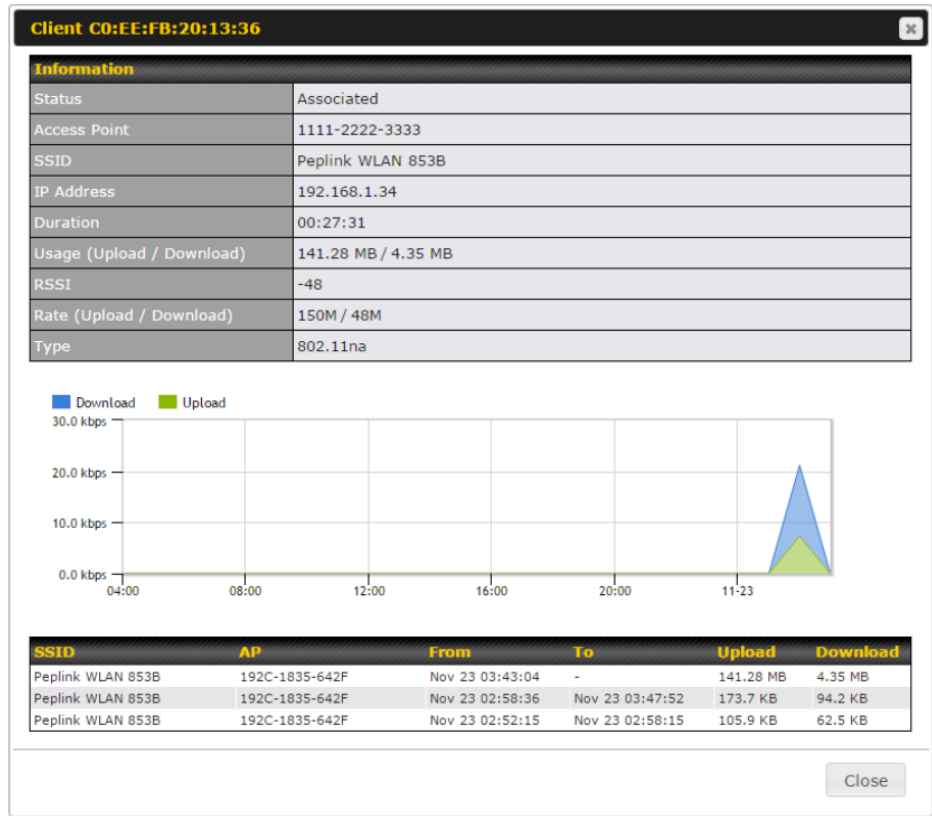 Client C0:EE:FB:20:13:36
Information
Status Associated
Access Point 1111-2222-3333
SSID Peplink WLAN 853B
IP Address 192.168.1.34
Duration 00:27:31
Usage (Upload / Download) 141.28 MB / 4.35 MB
RSSI -48
Rate (Upload / Download) 150M / 48M
Type 802.11na
Download Upload
30.0 kbps
20.0 kbps
10.0 kbps
0.0 kbps
04:00 08:00 12:00 16:00 20:00 11-23
SSID AP From To Upload Download
Peplink WLAN 853B 192C-1835-642F Nov 23 03:43:04 - 141.28 MB 4.35 MB
Peplink WLAN 853B 192C-1835-642F Nov 23 02:58:36 Nov 23 03:47:52 173.7 KB 94.2 KB
Peplink WLAN 853B 192C-1835-642F Nov 23 02:52:15 Nov 23 02:58:15 105.9 KB 62.5 KB
Close